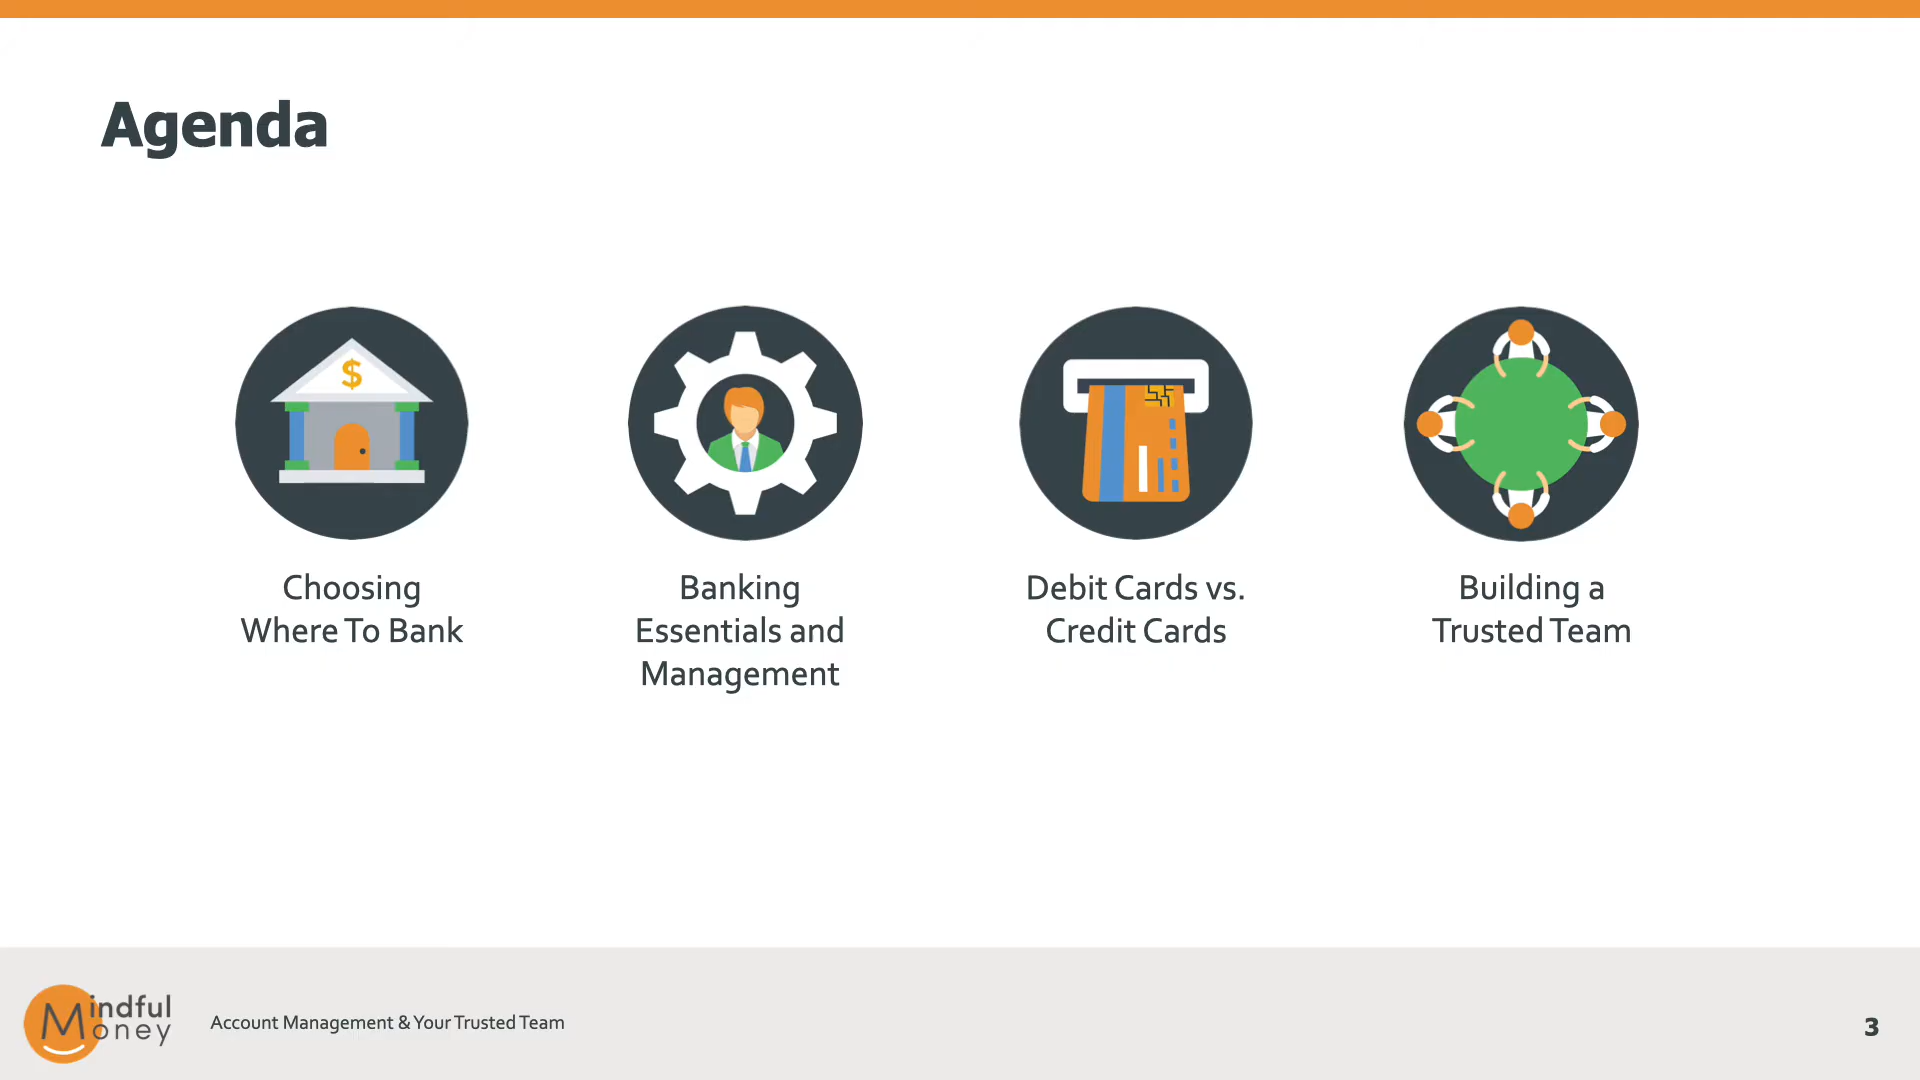 Agenda
$
Choosing
Where To Bank
Banking
Essentials and
Management
Debit Cards vs.
Credit Cards
Building a
Trusted Team
Mindful
Money
Account Management & Your Trusted Team
3